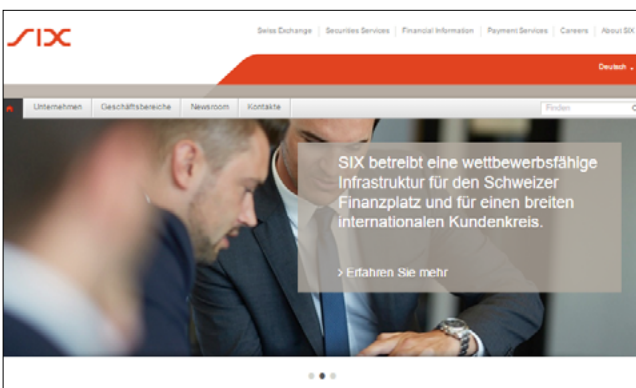 SIX
Swiss Exchange | Securities Services | Financial Information | Payment Services | Careers | About SIX
Deutsch
Unternehmen Geschäftsbereiche Newsroom Kontakte Finden
SIX betreibt eine wettbewerbsfähige
Infrastruktur für den Schweizer
Finanzplatz und für einen breiten
internationalen Kundenkreis.
> Erfahren Sie mehr